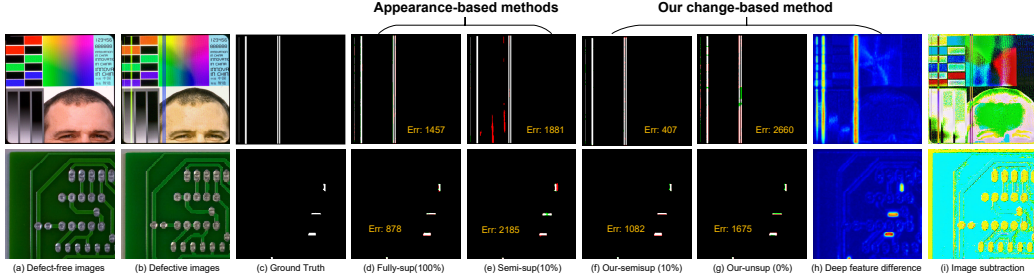 Appearance-based methods
Our change-based method
Err: 1457
Err: 1881
Err: 407
Err: 2660
Err: 878
Err: 2185
Err: 1082
Err: 1675
(a) Defect-free images
(b) Defective images
(c) Ground Truth
(d) Fully-sup(100%)
(e) Semi-sup(10%)
(f) Our-semisup (10%)
(g) Our-unsup (0%)
(h) Deep feature difference
(i) Image subtraction